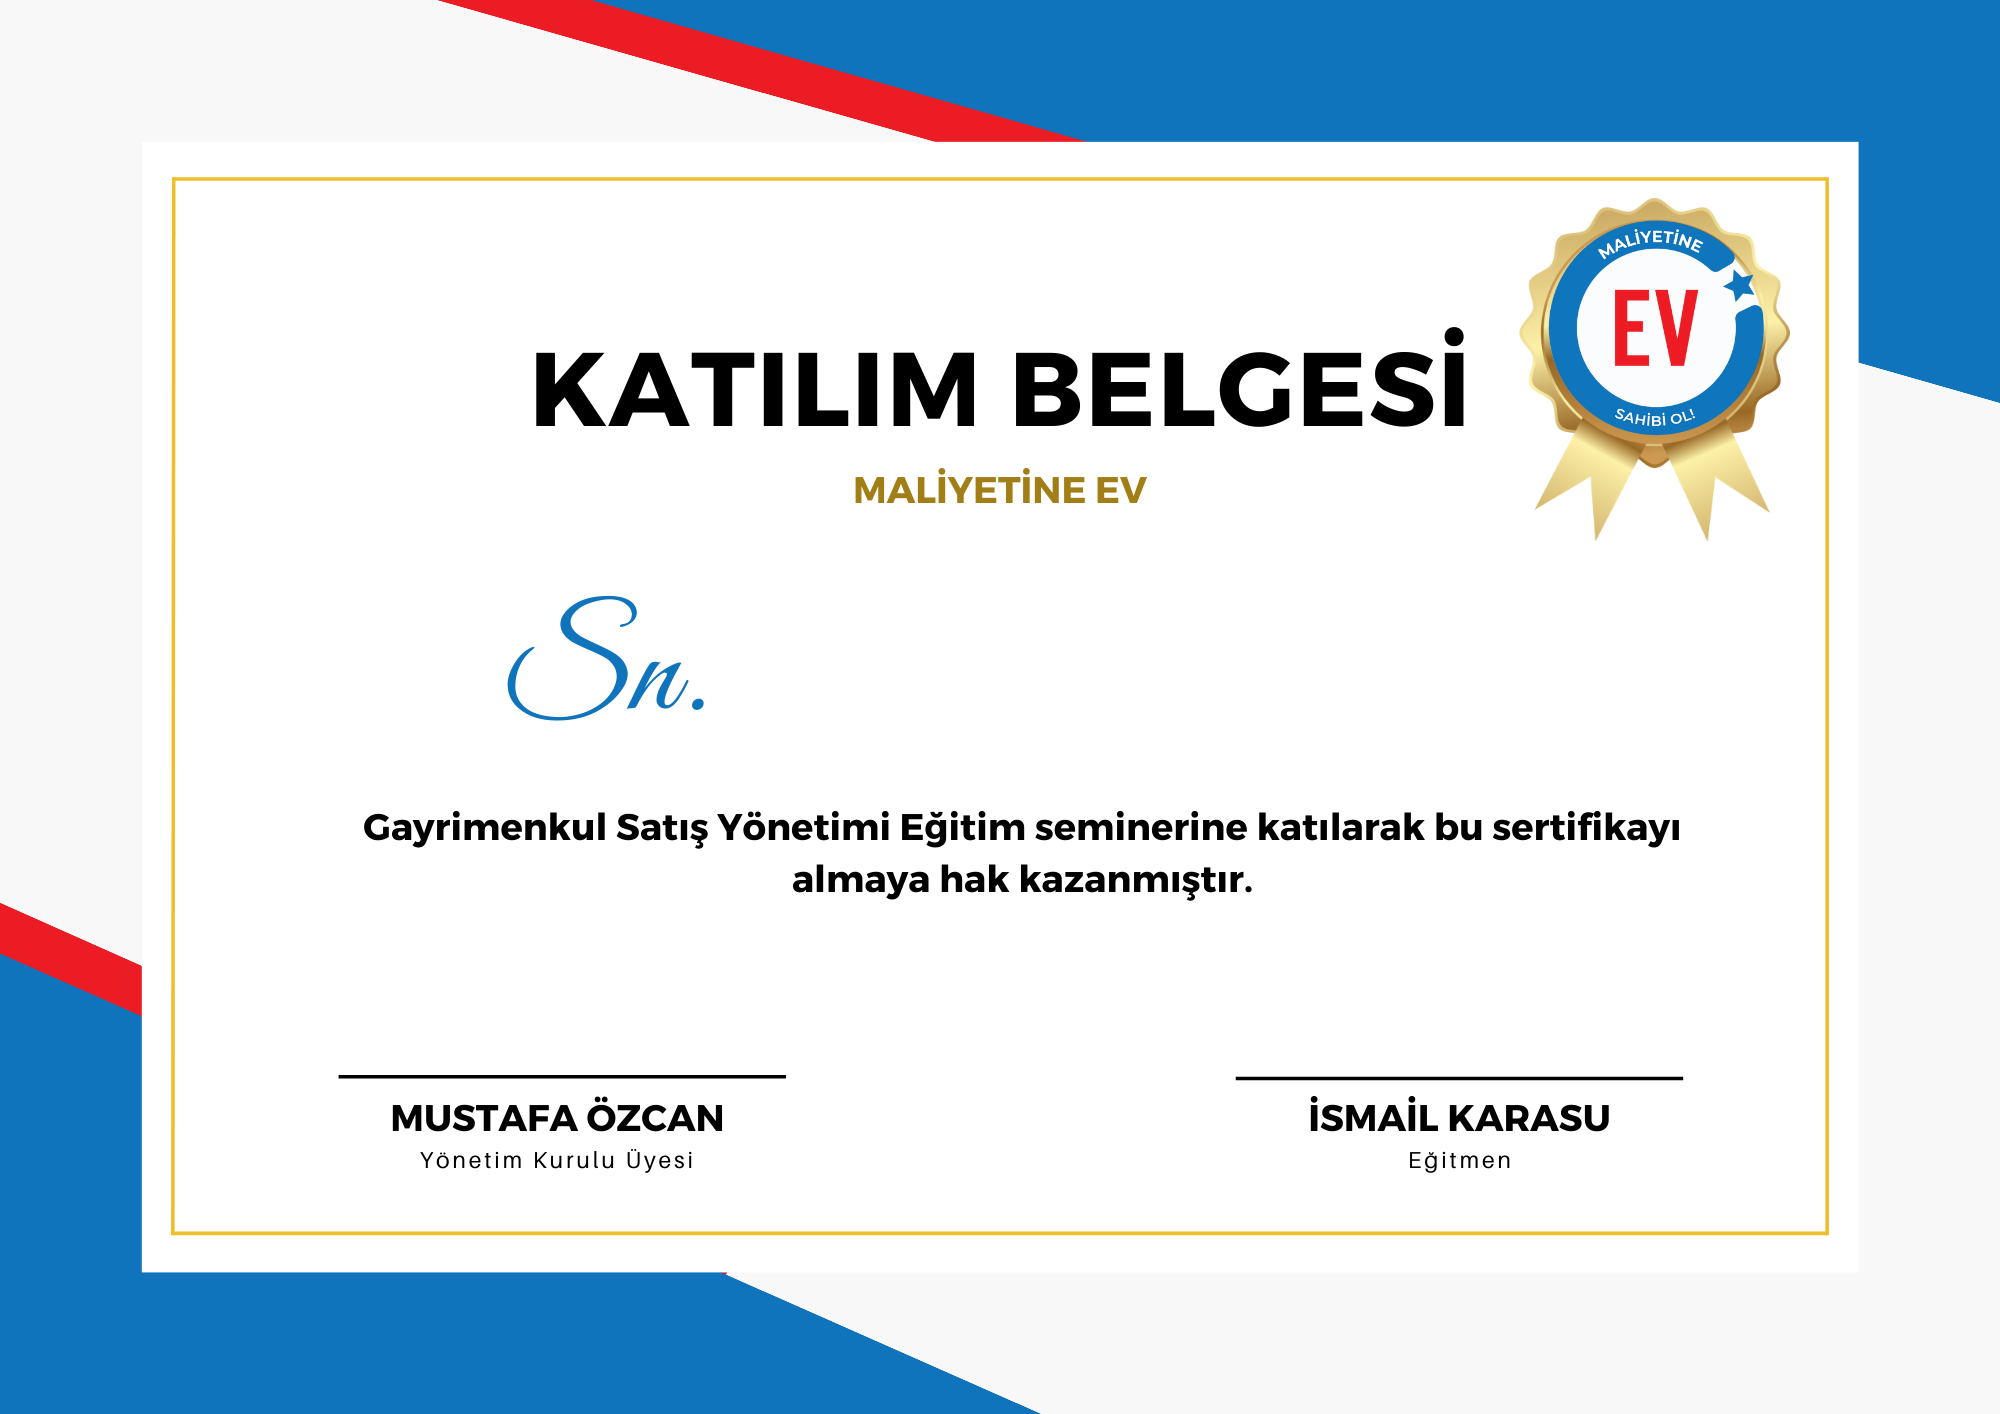 MALİYETİNE
EV
SAHİBİ OL!
KATILIM BELGESİ
MALİYETİNE EV
Sn.
Gayrimenkul Satış Yönetimi Eğitim seminerine katılarak bu sertifikayı
almaya hak kazanmıştır.
MUSTAFA ÖZCAN
Yönetim Kurulu Üyesi
İSMAİL KARASU
Eğitmen